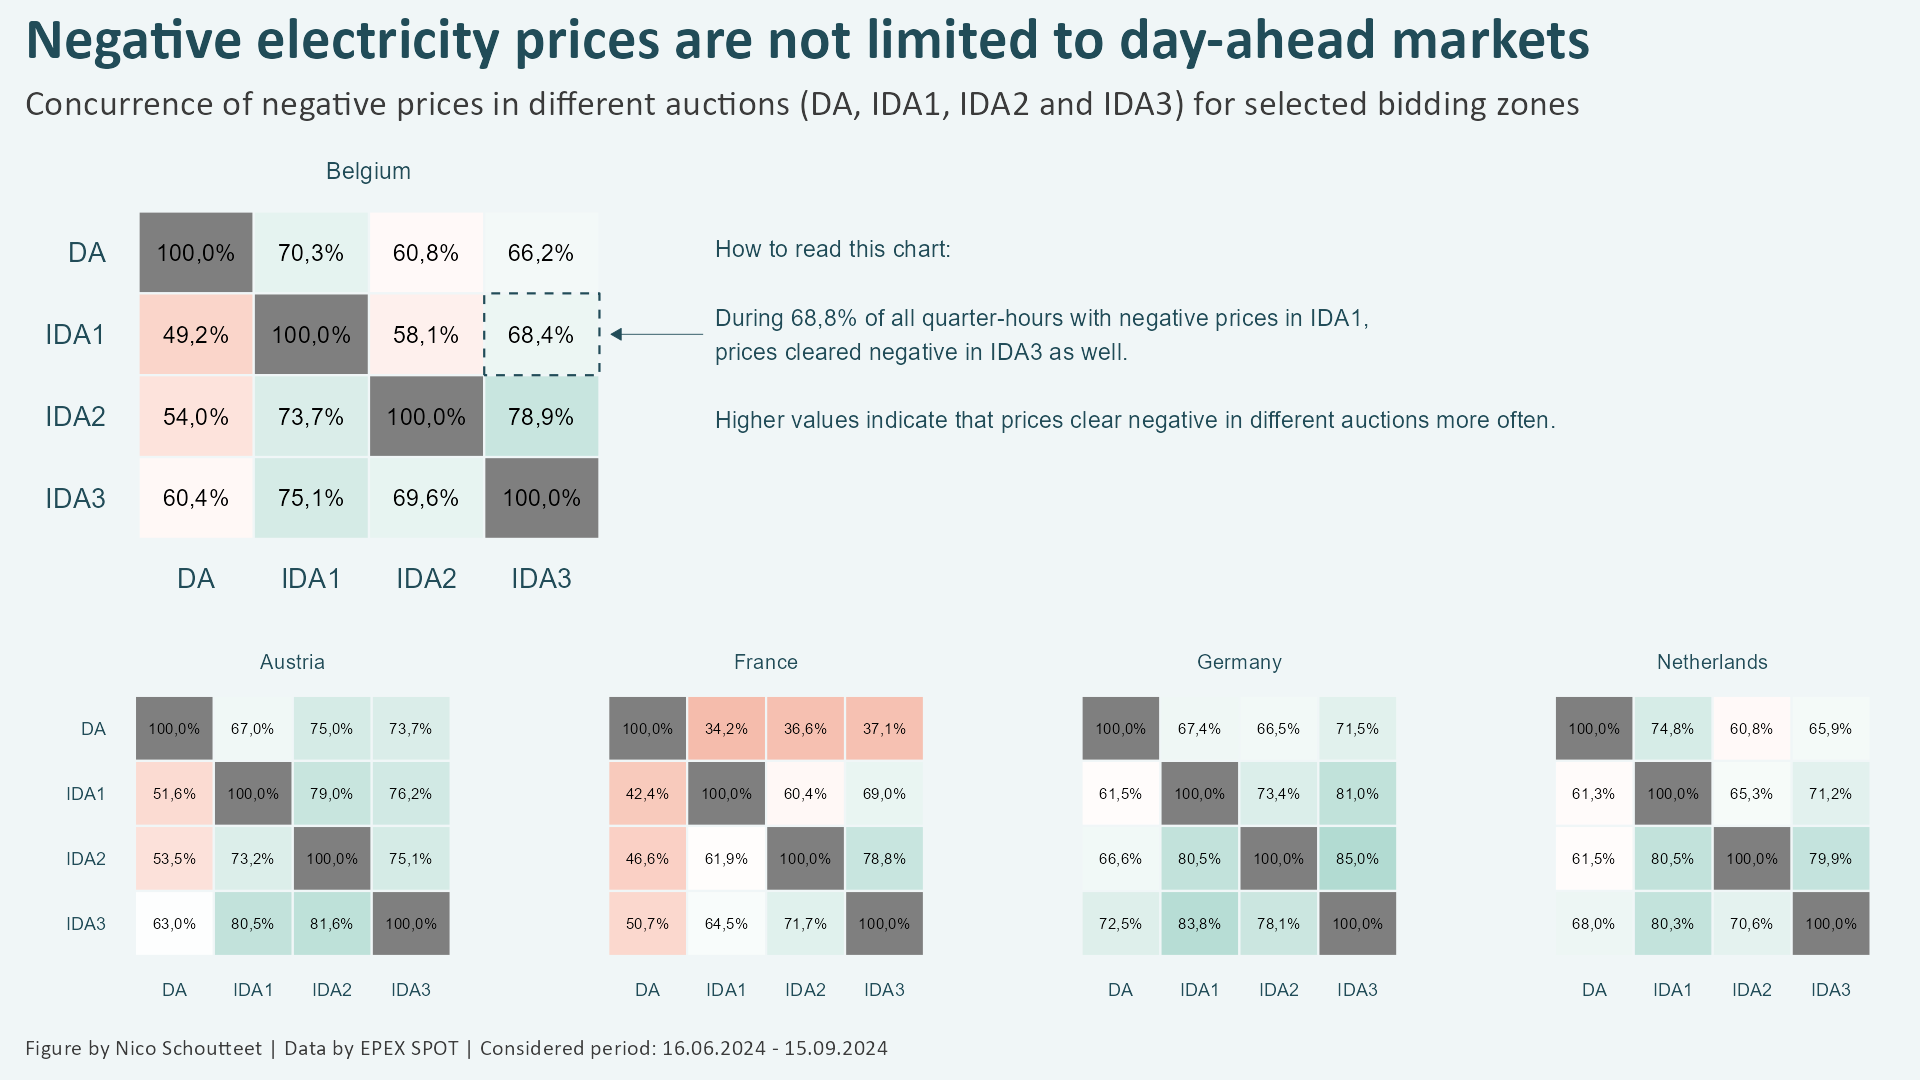 Negative electricity prices are not limited to day-ahead markets
Concurrence of negative prices in different auctions (DA, IDA1, IDA2 and IDA3) for selected bidding zones
Belgium
DA 100,0% 70,3% 60,8% 66,2%
IDA1 49,2% 100,0% 58,1% 68,4%
IDA2 54,0% 73,7% 100,0% 78,9%
IDA3 60,4% 75,1% 69,6% 100,0%
DA IDA1 IDA2 IDA3
How to read this chart:
During 68,8% of all quarter-hours with negative prices in IDA1,
prices cleared negative in IDA3 as well.
Higher values indicate that prices clear negative in different auctions more often.
Austria
DA 100,0% 67,0% 75,0% 73,7%
IDA1 51,6% 100,0% 79,0% 76,2%
IDA2 53,5% 73,2% 100,0% 75,1%
IDA3 63,0% 80,5% 81,6% 100,0%
DA IDA1 IDA2 IDA3
France
100,0% 34,2% 36,6% 37,1%
42,4% 100,0% 60,4% 69,0%
46,6% 61,9% 100,0% 78,8%
50,7% 64,5% 71,7% 100,0%
DA IDA1 IDA2 IDA3
Germany
100,0% 67,4% 66,5% 71,5%
61,5% 100,0% 73,4% 81,0%
66,6% 80,5% 100,0% 85,0%
72,5% 83,8% 78,1% 100,0%
DA IDA1 IDA2 IDA3
Netherlands
100,0% 74,8% 60,8% 65,9%
61,3% 100,0% 65,3% 71,2%
61,5% 80,5% 100,0% 79,9%
68,0% 80,3% 70,6% 100,0%
DA IDA1 IDA2 IDA3
Figure by Nico Schoutteet | Data by EPEX SPOT | Considered period: 16.06.2024 - 15.09.2024